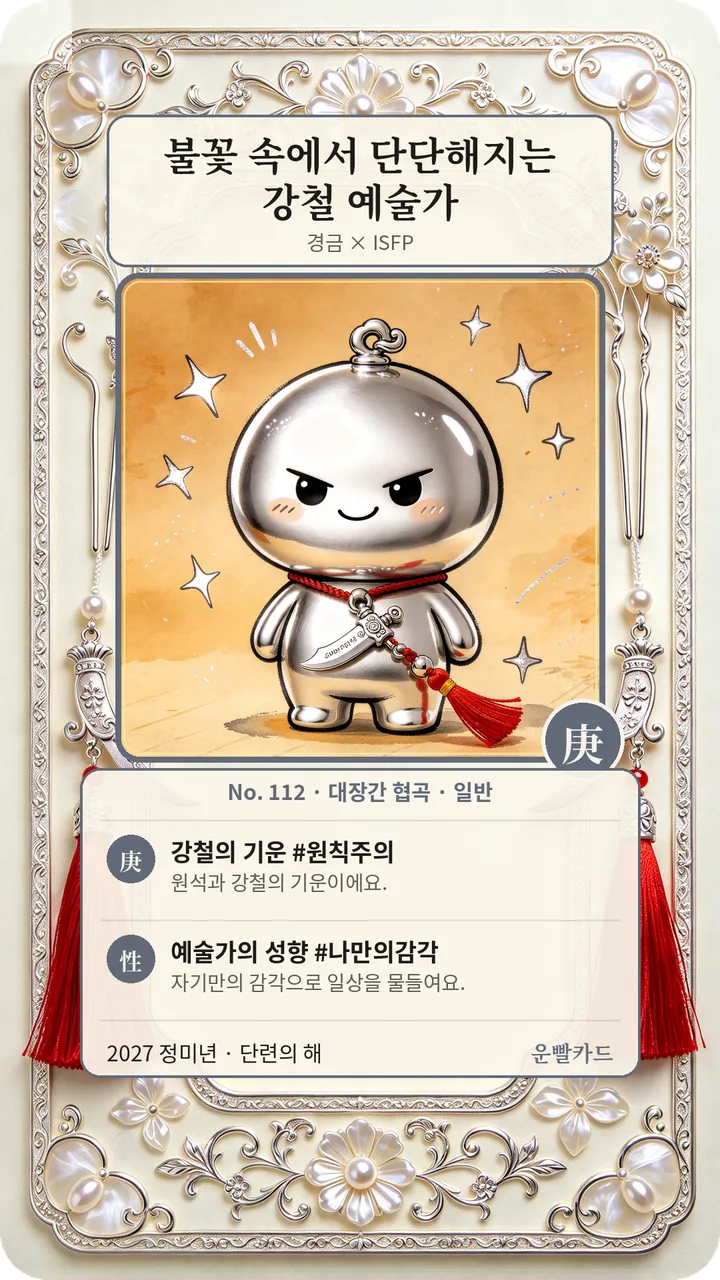 불꽃 속에서 단단해지는
강철 예술가
경금 × ISFP
庚
No. 112 · 대장간 협곡 · 일반
庚
강철의 기운 #원칙주의
원석과 강철의 기운이에요.
性
예술가의 성향 #나만의감각
자기만의 감각으로 일상을 물들여요.
2027 정미년 · 단련의 해
운빨카드